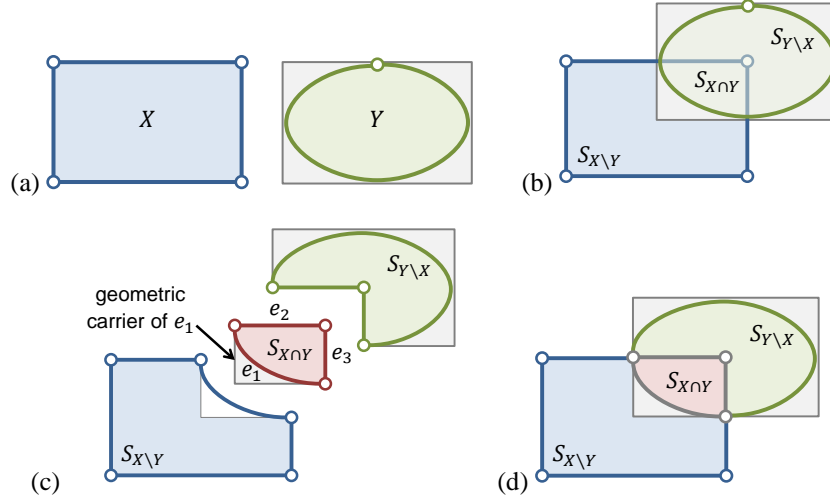 X
Y
(a)
S_{Y\X}
S_{X∩Y}
S_{X\Y}
(b)
geometric
carrier of e_1
S_{Y\X}
e_2
S_{X∩Y}
e_3
e_1
S_{X\Y}
(c)
S_{Y\X}
S_{X∩Y}
S_{X\Y}
(d)